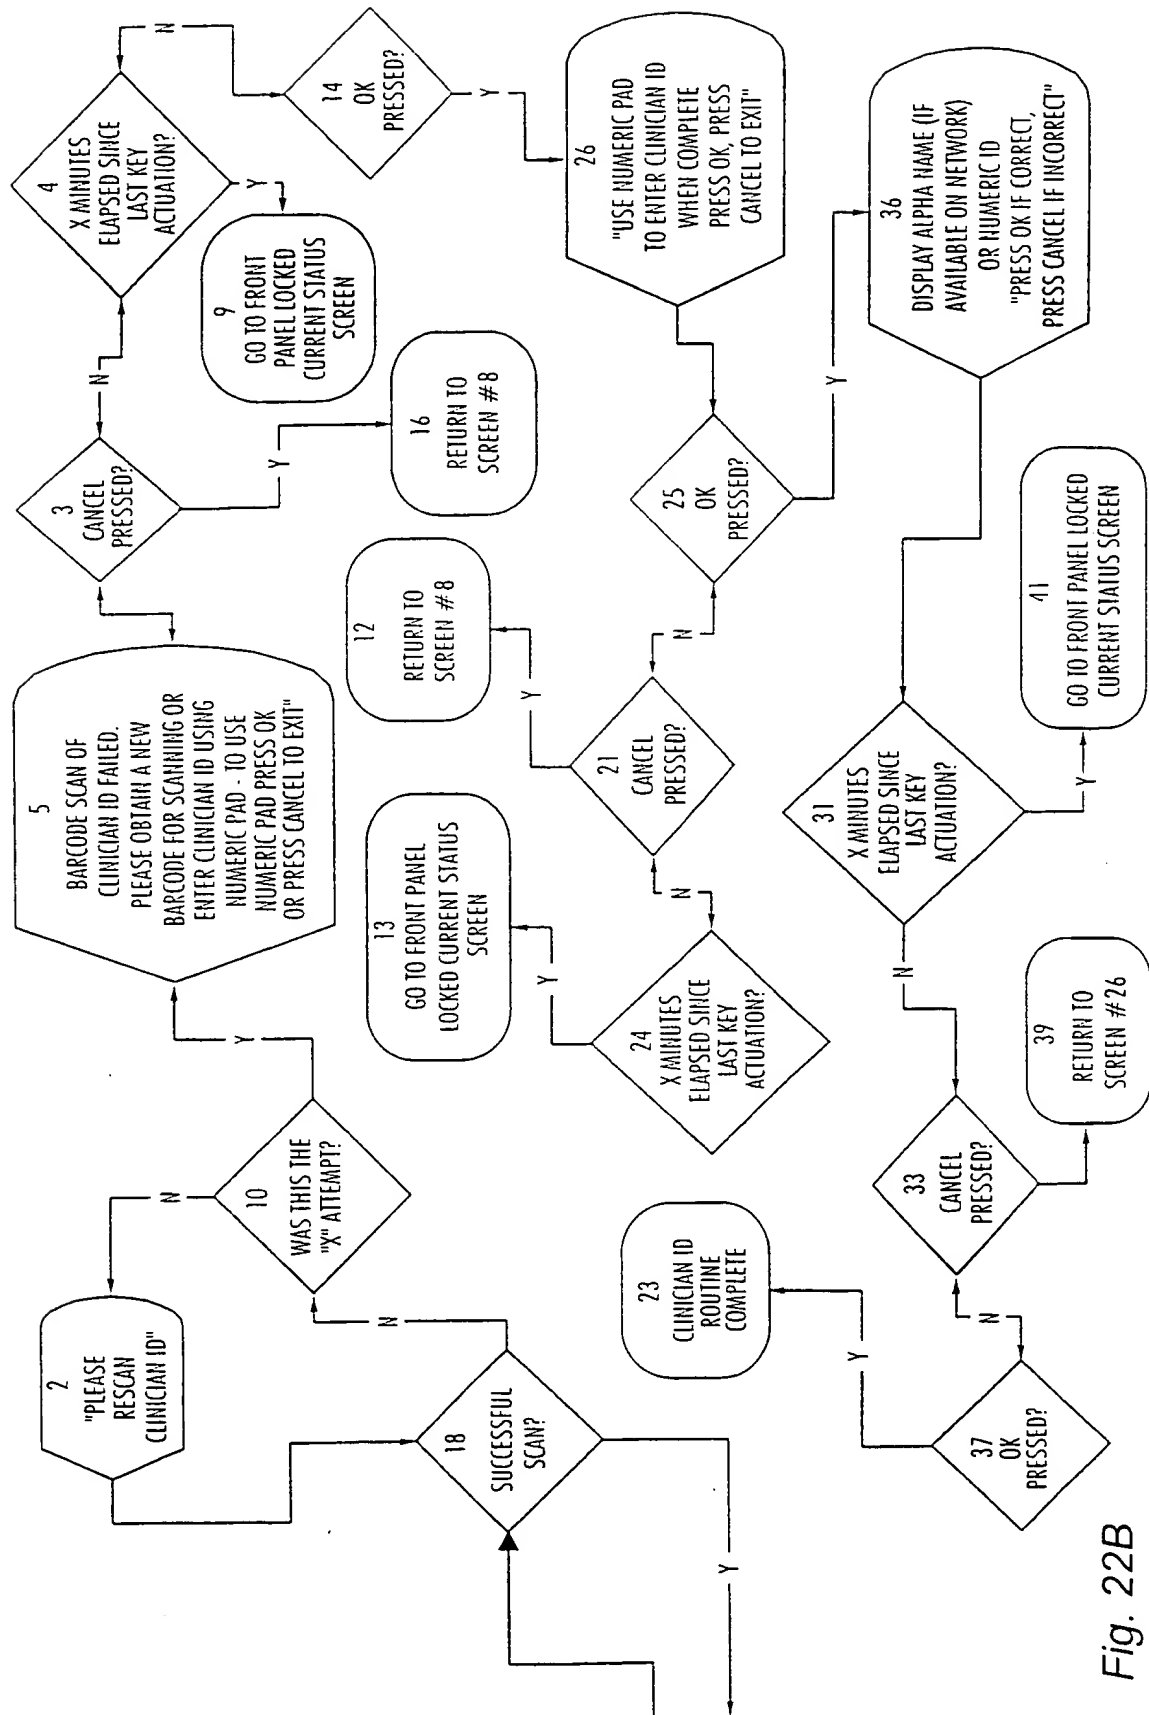 2
"PLEASE
RESCAN
CLINICIAN ID"
N
10
WAS THIS THE
"X" ATTEMPT?
Y
5
BARCODE SCAN OF
CLINICIAN ID FAILED.
PLEASE OBTAIN A NEW
BARCODE FOR SCANNING OR
ENTER CLINICIAN ID USING
NUMERIC PAD - TO USE
NUMERIC PAD PRESS OK
OR PRESS CANCEL TO EXIT"
3
CANCEL
PRESSED?
N
Y
4
X MINUTES
ELAPSED SINCE
LAST KEY
ACTUATION?
N
Y
9
GO TO FRONT
PANEL LOCKED
CURRENT STATUS
SCREEN
16
RETURN TO
SCREEN #8
14
OK
PRESSED?
Y
18
SUCCESSFUL
SCAN?
N
Y
13
GO TO FRONT PANEL
LOCKED CURRENT STATUS
SCREEN
Y
12
RETURN TO
SCREEN #8
Y
24
X MINUTES
ELAPSED SINCE
LAST KEY
ACTUATION?
N
21
CANCEL
PRESSED?
N
25
OK
PRESSED?
Y
26
"USE NUMERIC PAD
TO ENTER CLINICIAN ID
WHEN COMPLETE
PRESS OK, PRESS
CANCEL TO EXIT"
23
CLINICIAN ID
ROUTINE
COMPLETE
Y
37
OK
PRESSED?
N
33
CANCEL
PRESSED?
N
39
RETURN TO
SCREEN #26
31
X MINUTES
ELAPSED SINCE
LAST KEY
ACTUATION?
Y
41
GO TO FRONT PANEL LOCKED
CURRENT STATUS SCREEN
36
DISPLAY ALPHA NAME (IF
AVAILABLE ON NETWORK)
OR NUMERIC ID
"PRESS OK IF CORRECT,
PRESS CANCEL IF INCORRECT"
Fig. 22B